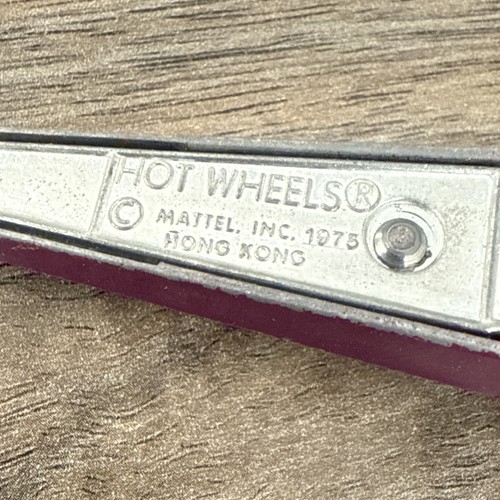 HOT WHEELS®
© MATTEL, INC. 1975
HONG KONG